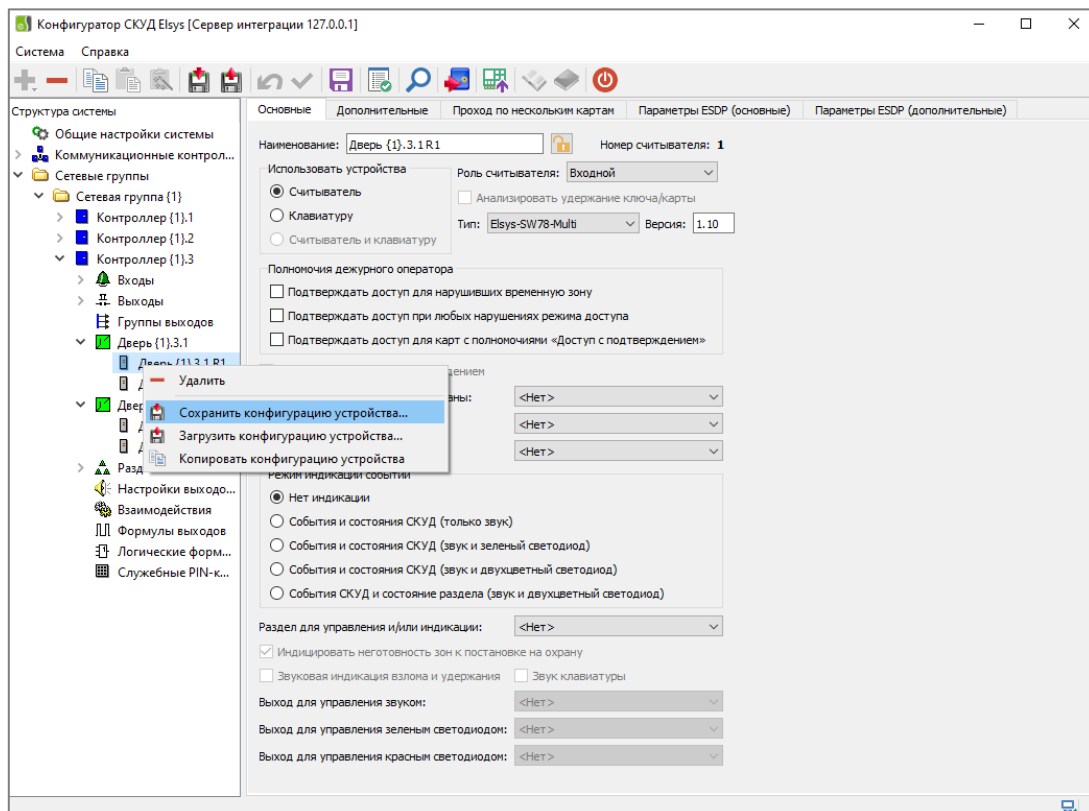 Конфигуратор СКУД Elsys [Сервер интеграции 127.0.0.1]
Система Справка
Структура системы
Общие настройки системы
Коммуникационные контрол...
Сетевые группы
Сетевая группа {1}
Контроллер {1}.1
Контроллер {1}.2
Контроллер {1}.3
Входы
Выходы
Группы выходов
Дверь {1}.3.1
Дверь {1}.3.1 R1
Д
Двер
Д
Д
Разд
Настройки выходо...
Взаимодействия
Формулы выходов
Логические форм...
Служебные PIN-к...
Удалить
Сохранить конфигурацию устройства...
Загрузить конфигурацию устройства...
Копировать конфигурацию устройства
Основные Дополнительные Проход по нескольким картам Параметры ESDP (основные) Параметры ESDP (дополнительные)
Наименование: Дверь {1}.3.1 R1 Номер считывателя: 1
Использовать устройства
Считыватель
Клавиатуру
Считыватель и клавиатуру
Роль считывателя: Входной
Анализировать удержание ключа/карты
Тип: Elsys-SW78-Multi Версия: 1.10
Полномочия дежурного оператора
Подтверждать доступ для нарушивших временную зону
Подтверждать доступ при любых нарушениях режима доступа
Подтверждать доступ для карт с полномочиями «Доступ с подтверждением»
дением
аны: <Нет>
<Нет>
<Нет>
Режим индикации событий
Нет индикации
События и состояния СКУД (только звук)
События и состояния СКУД (звук и зеленый светодиод)
События и состояния СКУД (звук и двухцветный светодиод)
События СКУД и состояние раздела (звук и двухцветный светодиод)
Раздел для управления и/или индикации: <Нет>
Индицировать неготовность зон к постановке на охрану
Звуковая индикация взлома и удержания Звук клавиатуры
Выход для управления звуком: <Нет>
Выход для управления зеленым светодиодом: <Нет>
Выход для управления красным светодиодом: <Нет>